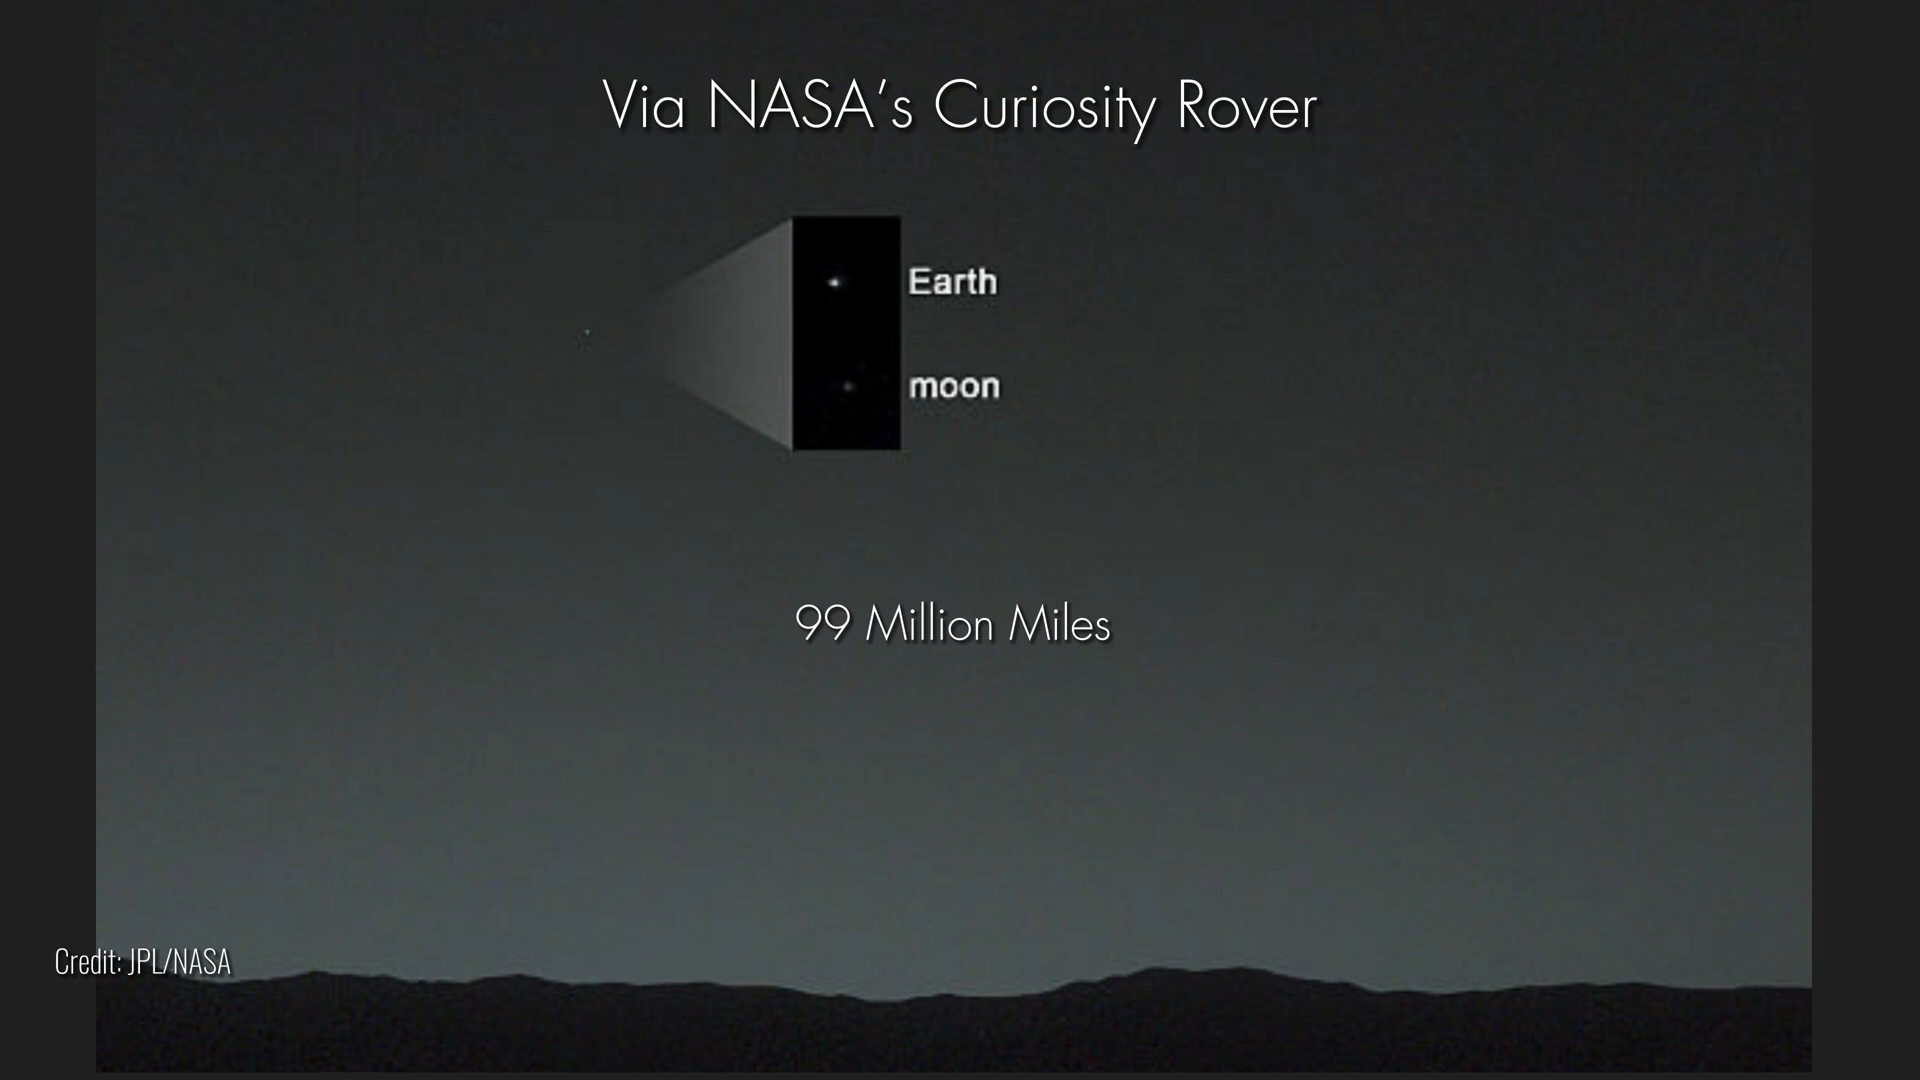 Via NASA's Curiosity Rover
Earth
moon
99 Million Miles
Credit: JPL/NASA